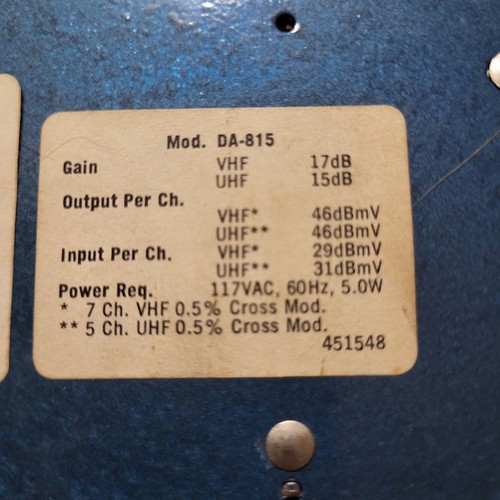 Mod. DA-815
Gain VHF 17dB
UHF 15dB
Output Per Ch.
VHF* 46dBmV
UHF** 46dBmV
Input Per Ch. VHF* 29dBmV
UHF** 31dBmV
Power Req. 117VAC, 60Hz, 5.0W
* 7 Ch. VHF 0.5% Cross Mod.
** 5 Ch. UHF 0.5% Cross Mod.
451548